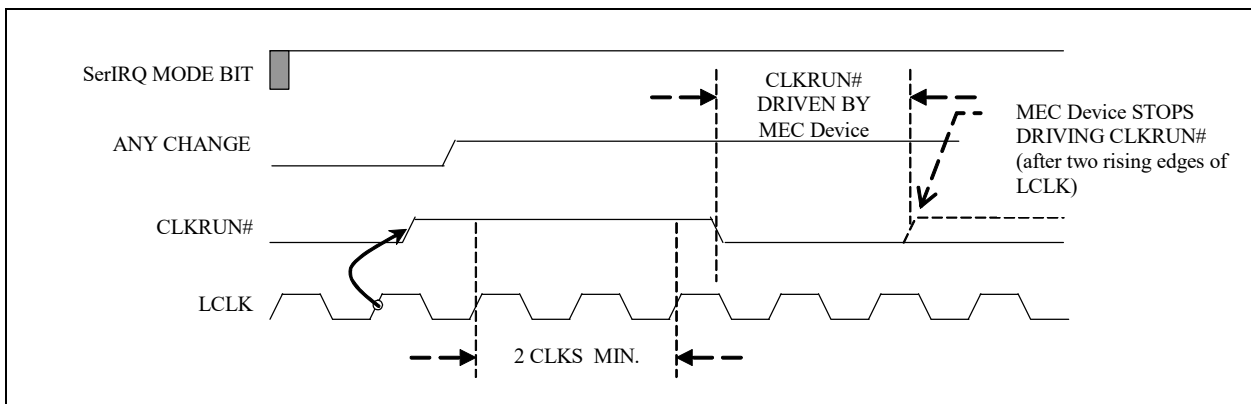 SerIRQ MODE BIT
CLKRUN#
DRIVEN BY
MEC Device
MEC Device STOPS
DRIVING CLKRUN#
(after two rising edges of
LCLK)
ANY CHANGE
CLKRUN#
LCLK
2 CLKS MIN.